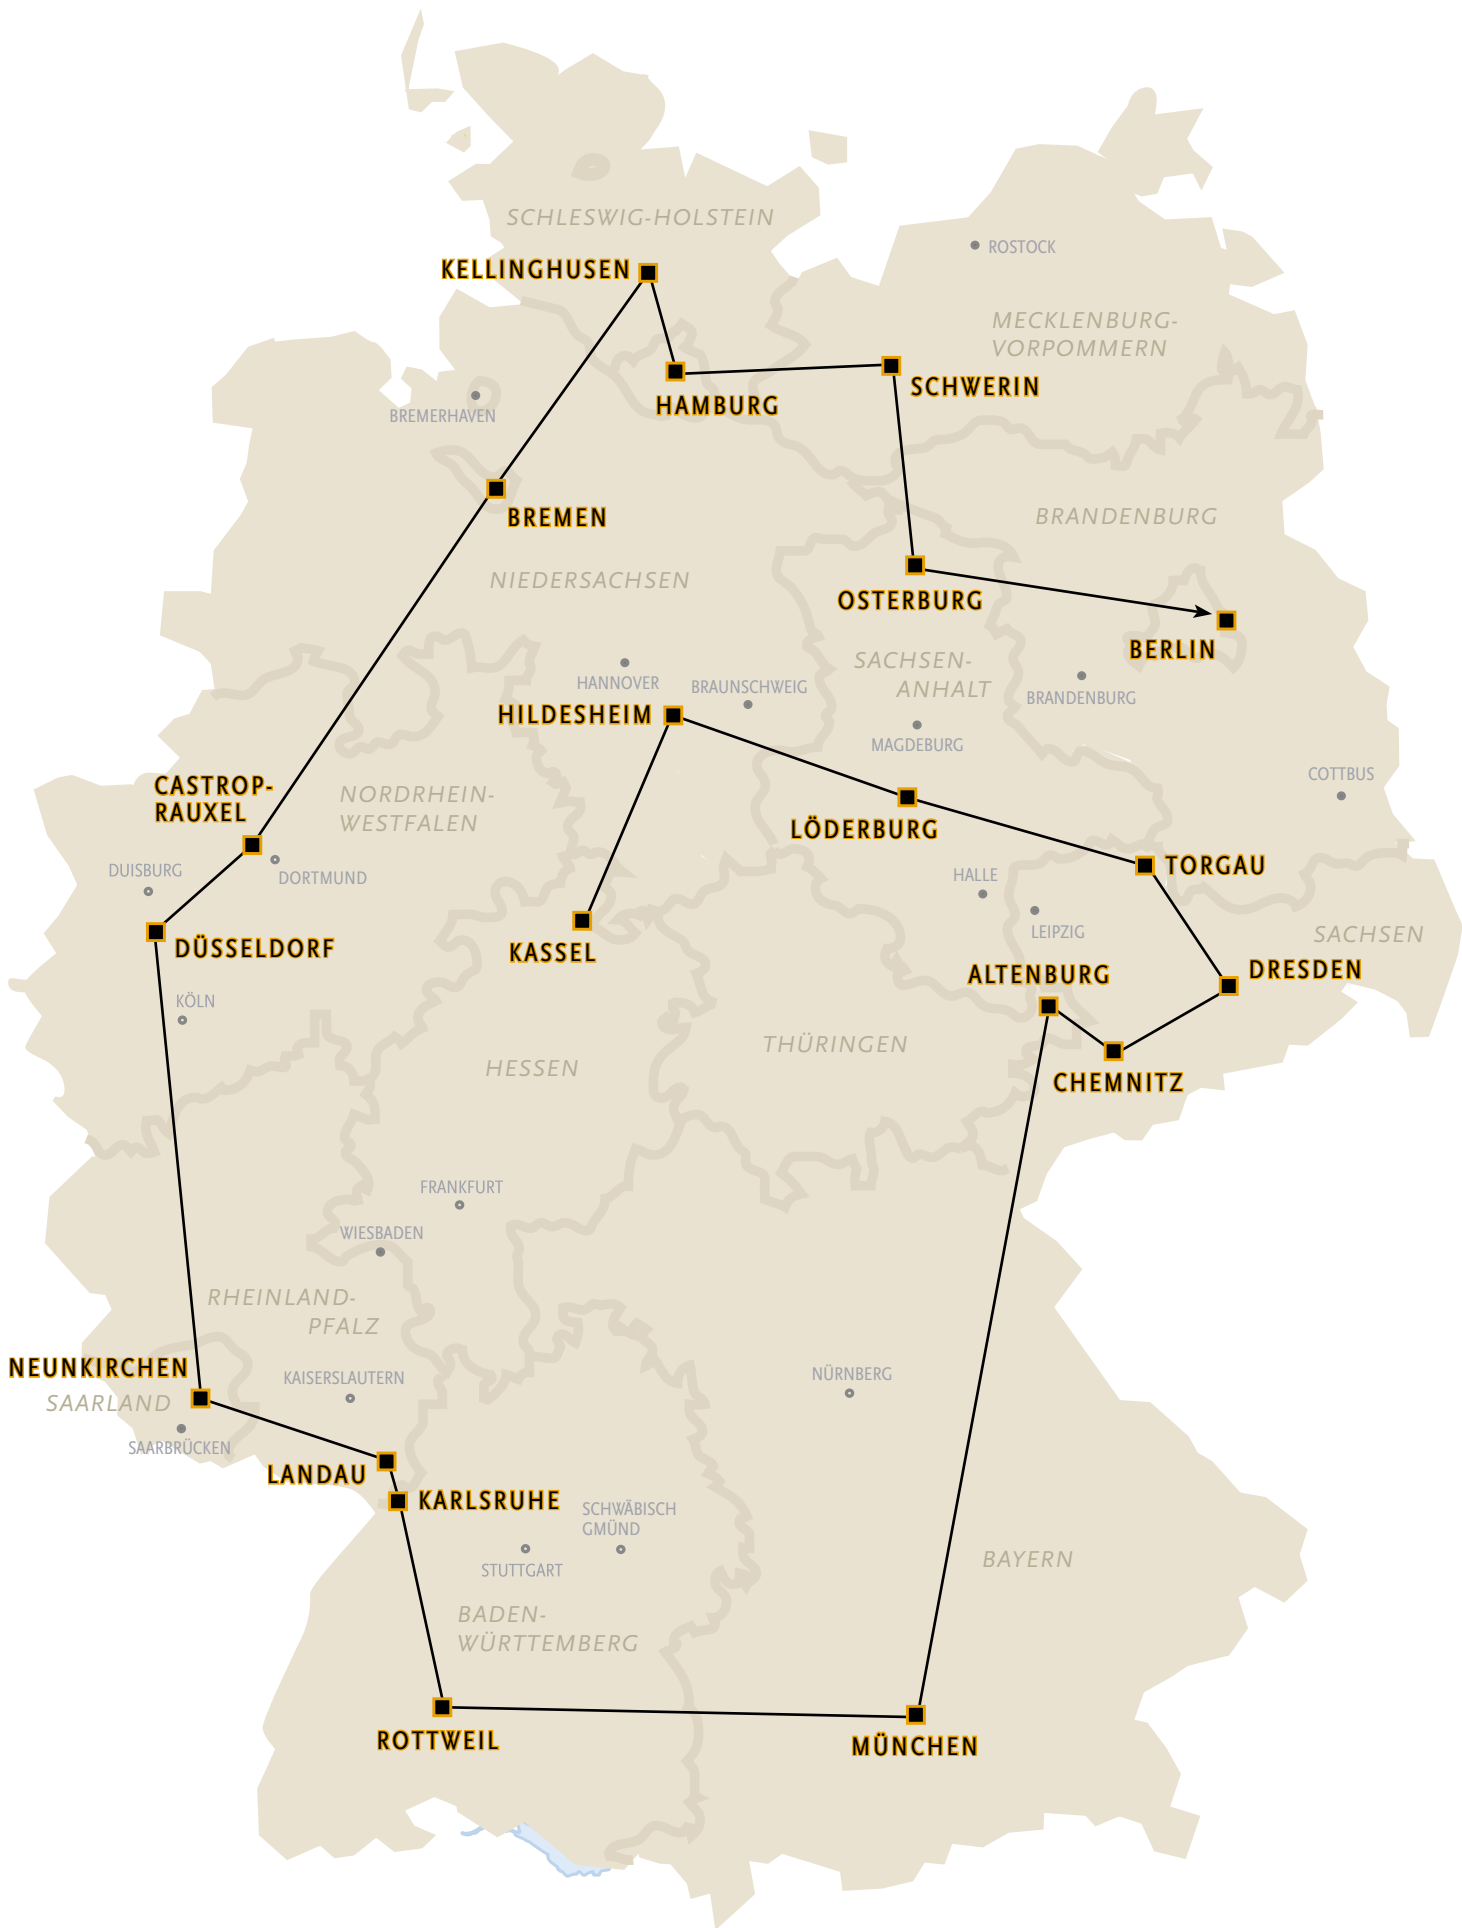 SCHLESWIG-HOLSTEIN
ROSTOCK
KELLINGHUSEN
MECKLENBURG-
VORPOMMERN
SCHWERIN
HAMBURG
BREMERHAVEN
BREMEN
BRANDENBURG
NIEDERSACHSEN
OSTERBURG
BERLIN
SACHSEN-
ANHALT
HANNOVER
BRAUNSCHWEIG
BRANDENBURG
HILDESHEIM
MAGDEBURG
COTTBUS
CASTROP-
RAUXEL
NORDRHEIN-
WESTFALEN
LÖDERBURG
TORGAU
DUISBURG
DORTMUND
HALLE
LEIPZIG
SACHSEN
DÜSSELDORF
KASSEL
ALTENBURG
DRESDEN
KÖLN
THÜRINGEN
HESSEN
CHEMNITZ
FRANKFURT
WIESBADEN
RHEINLAND-
PFALZ
NEUNKIRCHEN
KAISERSLAUTERN
NÜRNBERG
SAARLAND
SAARBRÜCKEN
LANDAU
KARLSRUHE
SCHWÄBISCH
GMÜND
STUTTGART
BAYERN
BADEN-
WÜRTTEMBERG
ROTTWEIL
MÜNCHEN